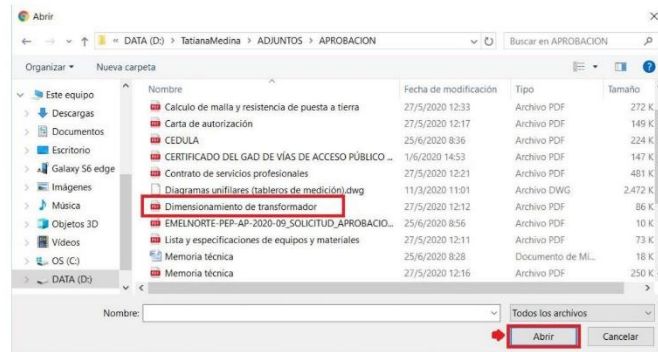 Abrir
« DATA (D:) > TatianaMedina > ADJUNTOS > APROBACION
Buscar en APROBACION
Organizar
Nueva carpeta
Nombre Fecha de modificación Tipo Tamaño
Este equipo
Descargas
Documentos
Escritorio
Galaxy S6 edge
Imágenes
Música
Objetos 3D
Vídeos
OS (C:)
DATA (D:)
Calculo de malla y resistencia de puesta a tierra 27/5/2020 12:33 Archivo PDF 272 K
Carta de autorización 27/5/2020 12:17 Archivo PDF 149 K
CEDULA 25/6/2020 8:36 Archivo PDF 224 K
CERTIFICADO DEL GAD DE VÍAS DE ACCESO PÚBLICO ... 1/6/2020 14:53 Archivo PDF 147 K
Contrato de servicios profesionales 27/5/2020 12:21 Archivo PDF 481 K
Diagramas unifilares (tableros de medición).dwg 11/3/2020 11:01 Archivo DWG 2.472 K
Dimensionamiento de transformador 27/5/2020 12:12 Archivo PDF 86 K
EMELNORTE-PEP-AP-2020-09_SOLICITUD_APROBACIO... 25/6/2020 8:56 Archivo PDF 10 K
Lista y especificaciones de equipos y materiales 27/5/2020 12:11 Archivo PDF 73 K
Memoria técnica 25/6/2020 8:28 Documento de Mi... 18 K
Memoria técnica 27/5/2020 12:16 Archivo PDF 250 K
Nombre:
Todos los archivos
Abrir
Cancelar